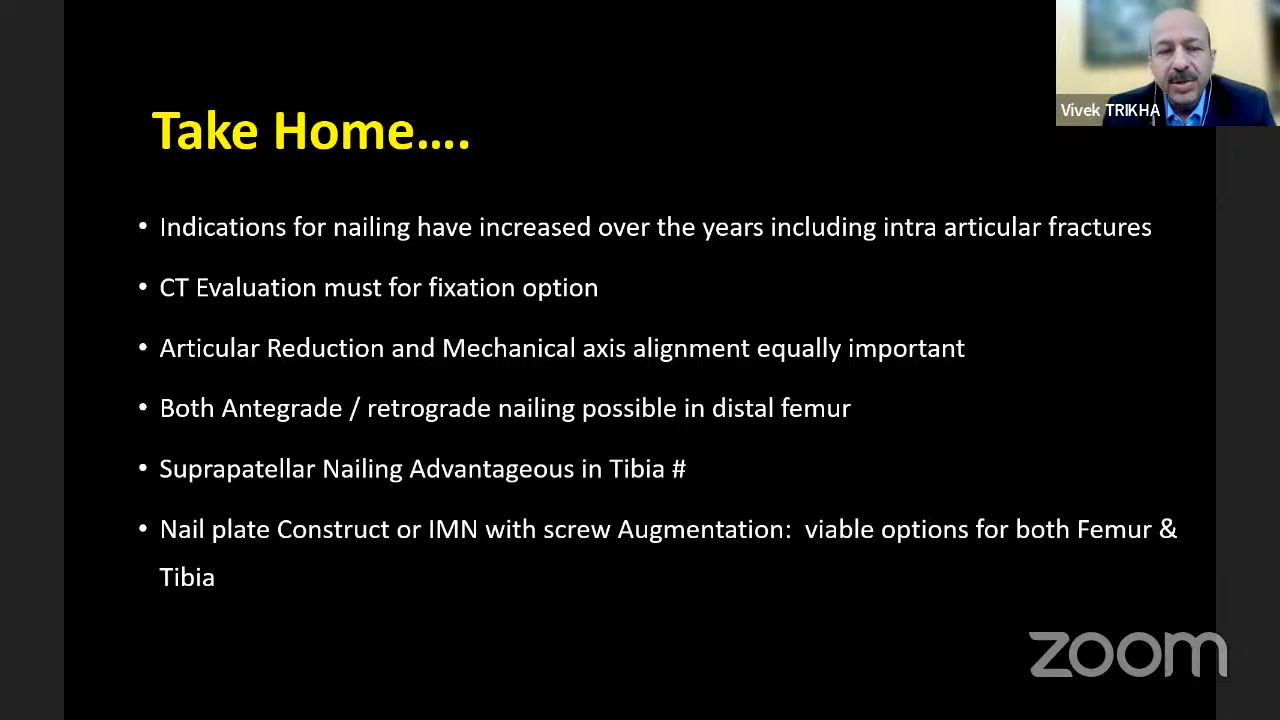 Vivek TRIKHA
Take Home....
• Indications for nailing have increased over the years including intra articular fractures
• CT Evaluation must for fixation option
• Articular Reduction and Mechanical axis alignment equally important
• Both Antegrade / retrograde nailing possible in distal femur
• Suprapatellar Nailing Advantageous in Tibia #
• Nail plate Construct or IMN with screw Augmentation:  viable options for both Femur &
Tibia
zoom